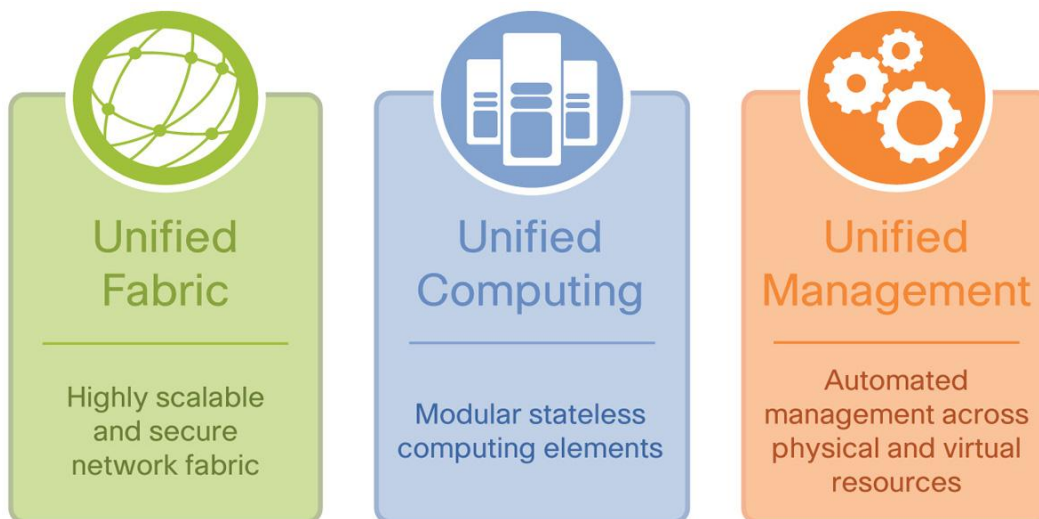 Unified
Fabric
Highly scalable
and secure
network fabric
Unified
Computing
Modular stateless
computing elements
Unified
Management
Automated
management across
physical and virtual
resources